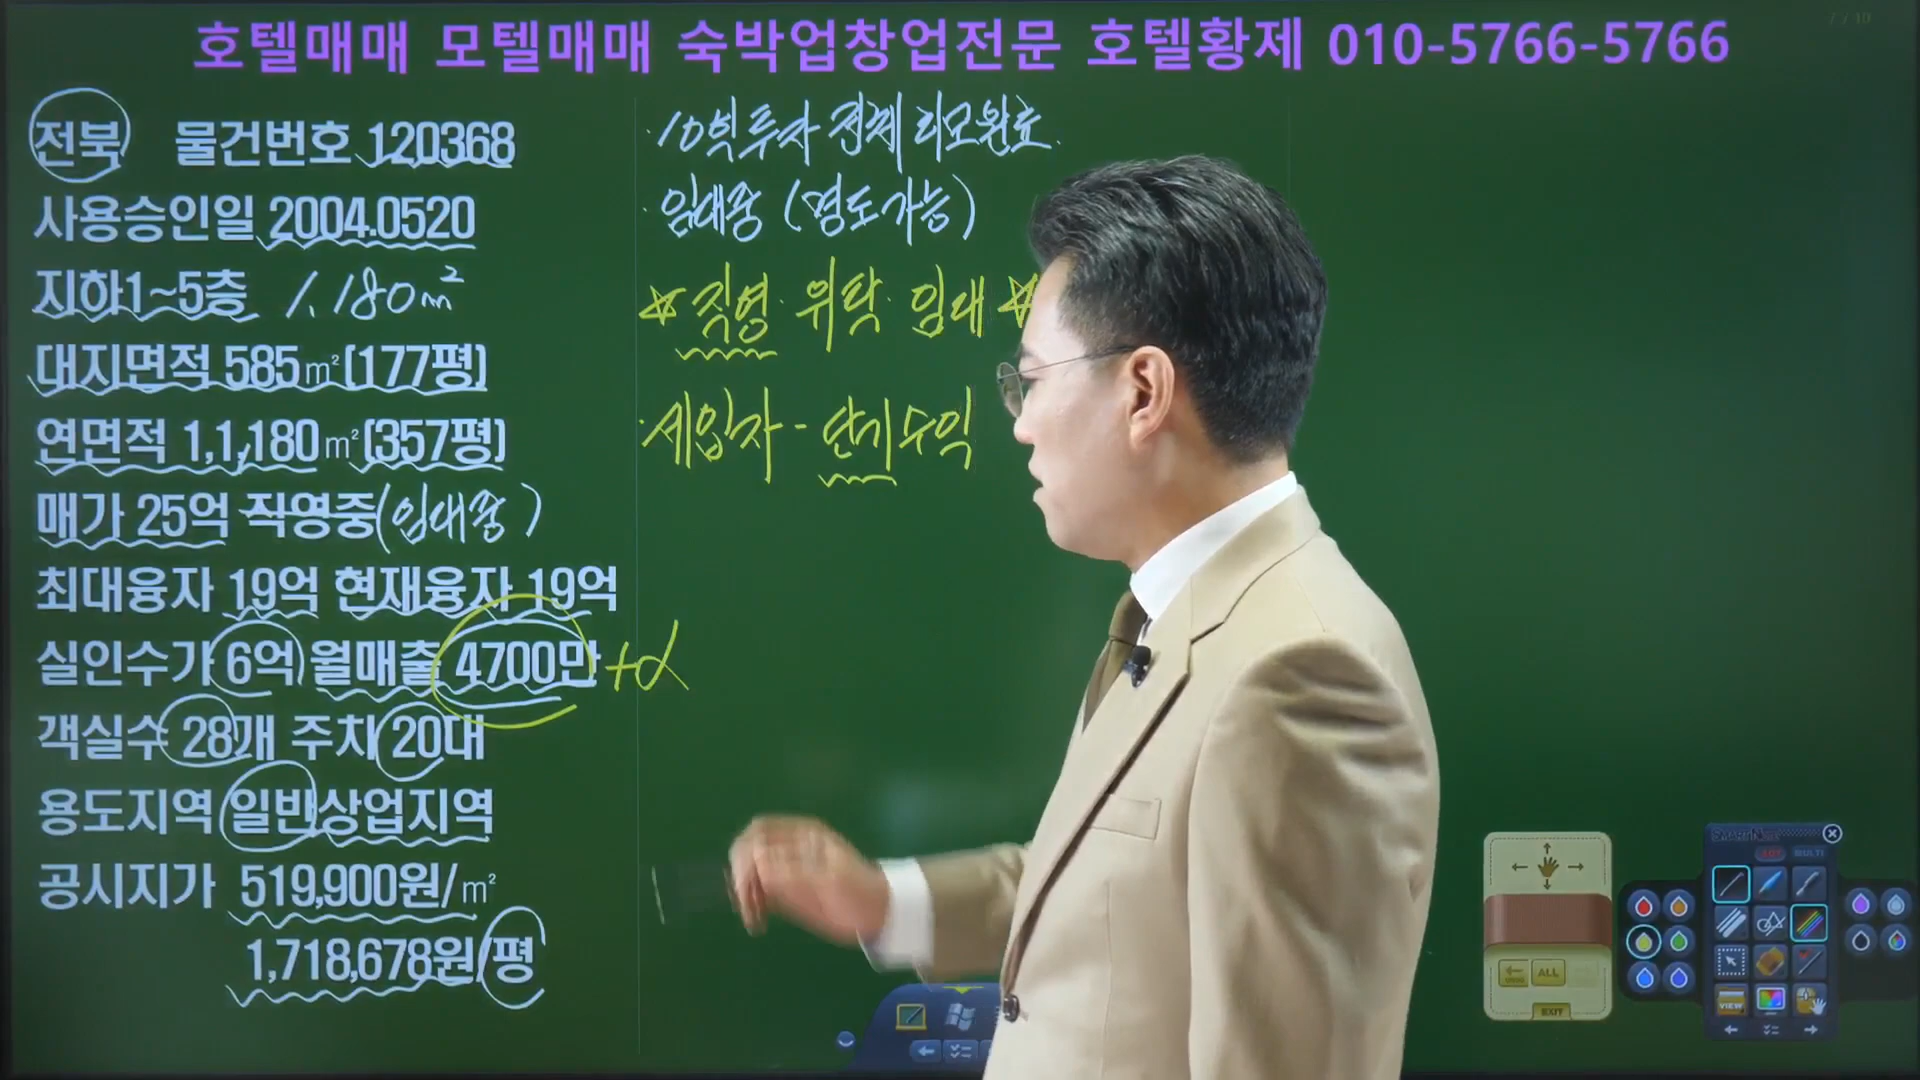 호텔매매 모텔매매 숙박업창업전문 호텔황제 010-5766-5766
전북 물건번호 120368
사용승인일 2004.0520
지하1~5층 1.180㎡
대지면적 585㎡(177평)
연면적 1,1,180㎡(357평)
매가 25억 직영중(임대중)
최대융자 19억 현재융자 19억
실인수가 6억 월매출 4700만 +α
객실수 28개 주차 20대
용도지역 일반상업지역
공시지가 519,900원/㎡
1,718,678원/평
·10억 투자 전체 리모완료.
·임대중 (명도가능)
☆직영·위탁·임대☆
·세입자-단기수익
MULTI
ALL
EXIT
VIEW